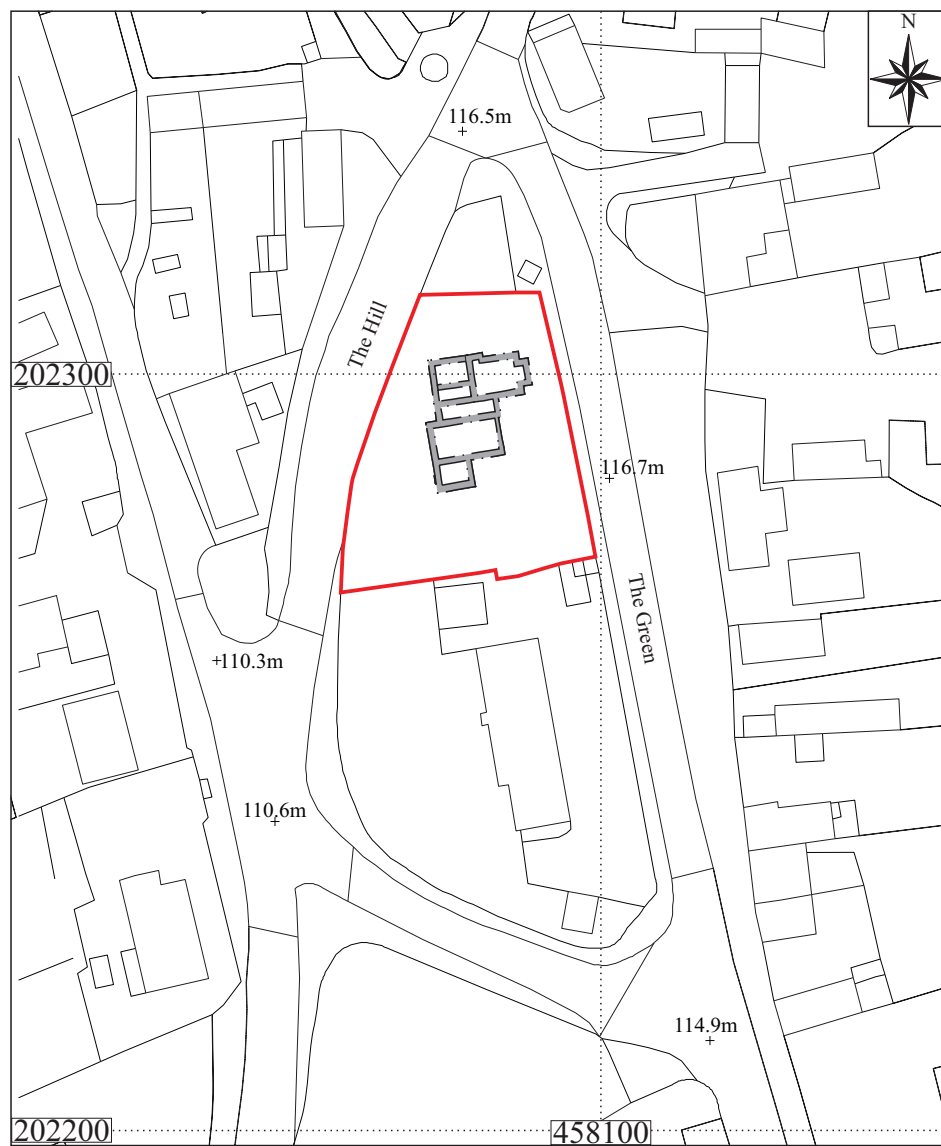 N
116.5m
The Hill
202300
116.7m
The Green
110.3m
110.6m
114.9m
202200
458100